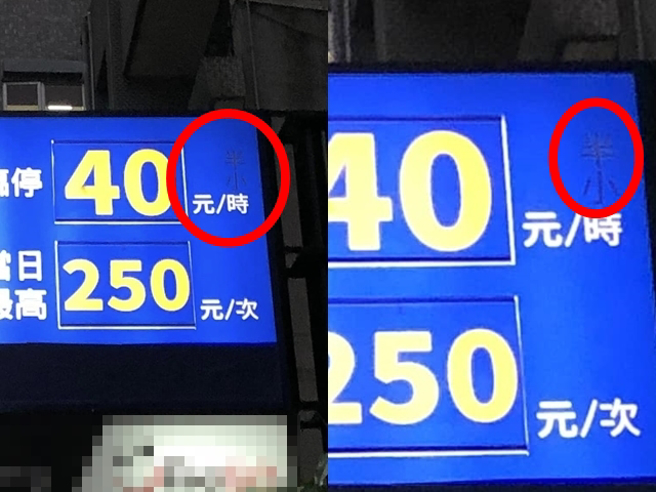 臨停 40 半小
元/時
當日
最高 250 元/次
40 半小
元/時
250 元/次